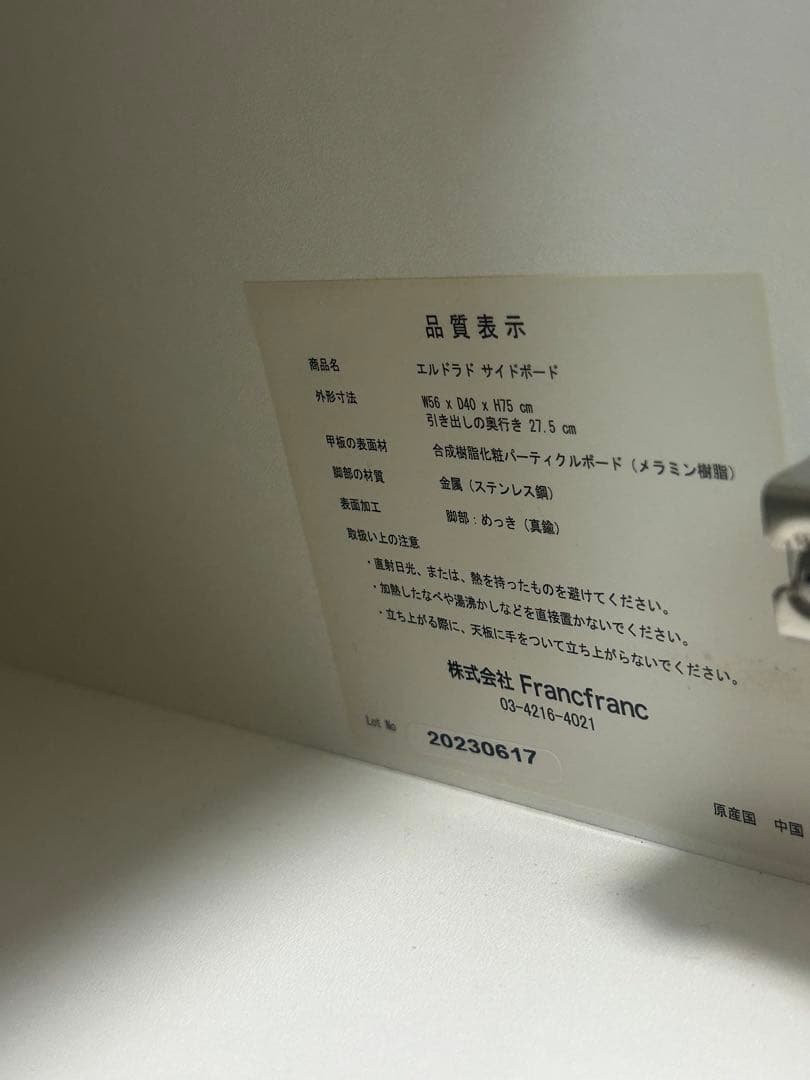 品質表示
商品名 エルドラド サイドボード
外形寸法 W56 x D40 x H75 cm
引き出しの奥行き 27.5 cm
甲板の表面材 合成樹脂化粧パーティクルボード（メラミン樹脂）
脚部の材質 金属（ステンレス鋼）
表面加工 脚部：めっき（真鍮）
取扱い上の注意
・直射日光、または、熱を持ったものを避けてください。
・加熱したなべや湯沸かしなどを直接置かないでください。
・立ち上がる際に、天板に手をついて立ち上がらないでください。
株式会社 Francfranc
03-4216-4021
Lot No 20230617
原産国 中国